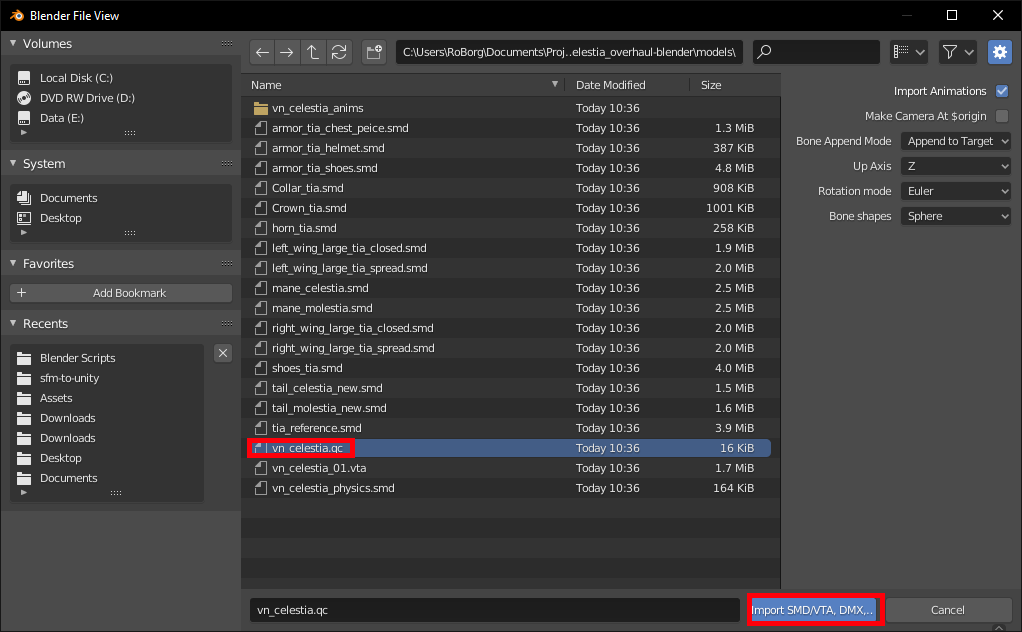 Blender File View
Volumes
Local Disk (C:)
DVD RW Drive (D:)
Data (E:)
System
Documents
Desktop
Favorites
Add Bookmark
Recents
Blender Scripts
sfm-to-unity
Assets
Downloads
Downloads
Desktop
Documents
C:\Users\RoBorg\Documents\Proj..elestia_overhaul-blender\models\
Name Date Modified Size
vn_celestia_anims Today 10:36
armor_tia_chest_peice.smd Today 10:36 1.3 MiB
armor_tia_helmet.smd Today 10:36 387 KiB
armor_tia_shoes.smd Today 10:36 4.8 MiB
Collar_tia.smd Today 10:36 908 KiB
Crown_tia.smd Today 10:36 1001 KiB
horn_tia.smd Today 10:36 258 KiB
left_wing_large_tia_closed.smd Today 10:36 1.9 MiB
left_wing_large_tia_spread.smd Today 10:36 2.0 MiB
mane_celestia.smd Today 10:36 2.5 MiB
mane_molestia.smd Today 10:36 2.5 MiB
right_wing_large_tia_closed.smd Today 10:36 2.0 MiB
right_wing_large_tia_spread.smd Today 10:36 2.0 MiB
shoes_tia.smd Today 10:36 4.0 MiB
tail_celestia_new.smd Today 10:36 1.5 MiB
tail_molestia_new.smd Today 10:36 1.6 MiB
tia_reference.smd Today 10:36 3.9 MiB
vn_celestia.qc Today 10:36 16 KiB
vn_celestia_01.vta Today 10:36 1.7 MiB
vn_celestia_physics.smd Today 10:36 164 KiB
Import Animations
Make Camera At $origin
Bone Append Mode Append to Target
Up Axis Z
Rotation mode Euler
Bone shapes Sphere
vn_celestia.qc
Import SMD/VTA, DMX,..
Cancel